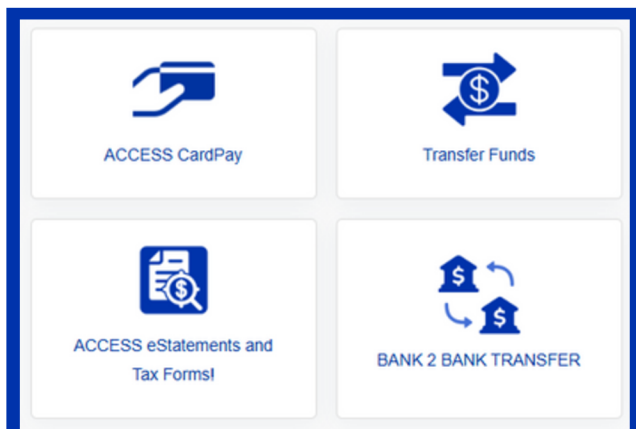 ACCESS CardPay
$
Transfer Funds
$
ACCESS eStatements and
Tax Forms!
$
$
BANK 2 BANK TRANSFER